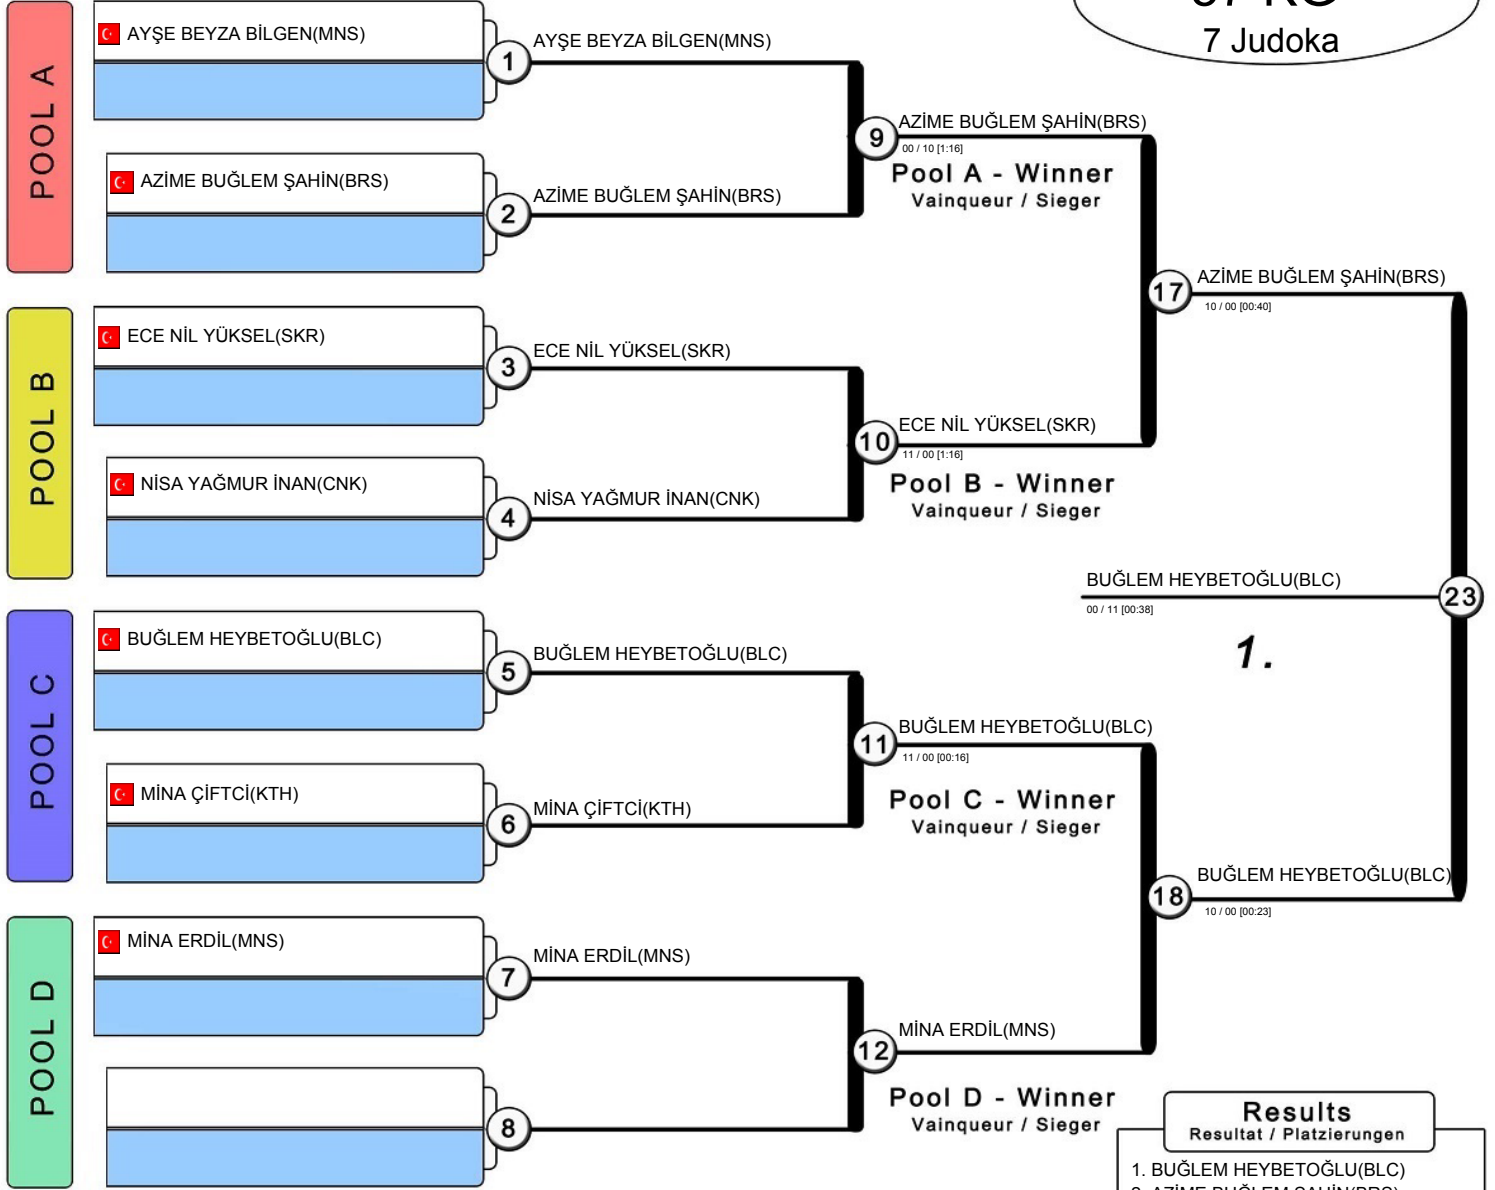 7 Judoka
POOL A
AYŞE BEYZA BİLGEN(MNS)
1
AYŞE BEYZA BİLGEN(MNS)
AZİME BUĞLEM ŞAHİN(BRS)
2
AZİME BUĞLEM ŞAHİN(BRS)
9
AZİME BUĞLEM ŞAHİN(BRS)
00 / 10 [1:16]
Pool A - Winner
Vainqueur / Sieger
POOL B
ECE NİL YÜKSEL(SKR)
3
ECE NİL YÜKSEL(SKR)
NİSA YAĞMUR İNAN(CNK)
4
NİSA YAĞMUR İNAN(CNK)
10
ECE NİL YÜKSEL(SKR)
11 / 00 [1:16]
Pool B - Winner
Vainqueur / Sieger
17
AZİME BUĞLEM ŞAHİN(BRS)
10 / 00 [00:40]
POOL C
BUĞLEM HEYBETOĞLU(BLC)
5
BUĞLEM HEYBETOĞLU(BLC)
MİNA ÇİFTCİ(KTH)
6
MİNA ÇİFTCİ(KTH)
11
BUĞLEM HEYBETOĞLU(BLC)
11 / 00 [00:16]
Pool C - Winner
Vainqueur / Sieger
POOL D
MİNA ERDİL(MNS)
7
MİNA ERDİL(MNS)
8
12
MİNA ERDİL(MNS)
Pool D - Winner
Vainqueur / Sieger
18
BUĞLEM HEYBETOĞLU(BLC)
10 / 00 [00:23]
BUĞLEM HEYBETOĞLU(BLC)
23
00 / 11 [00:38]
1.
Results
Resultat / Platzierungen
1. BUĞLEM HEYBETOĞLU(BLC)
2. AZİME BUĞLEM ŞAHİN(BRS)